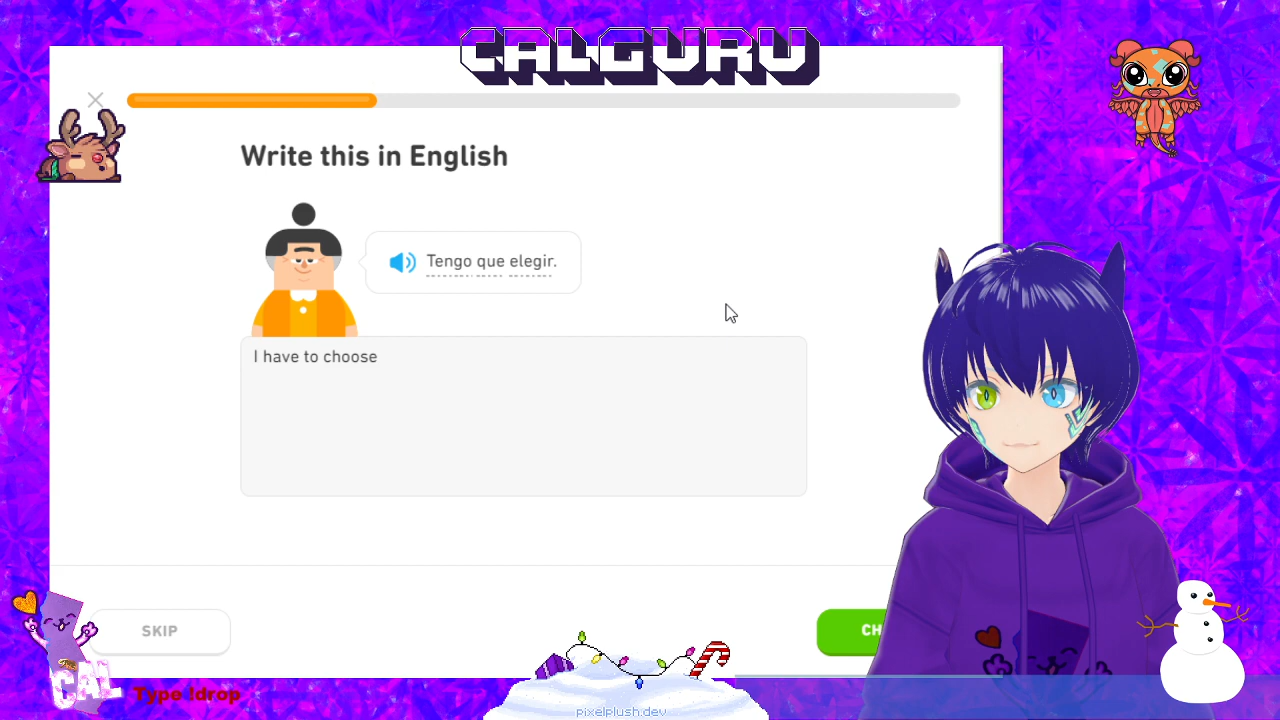 CALGURU
Write this in English
Tengo que elegir.
I have to choose
SKIP
CH
CAL
Type !drop
pixelplush.dev